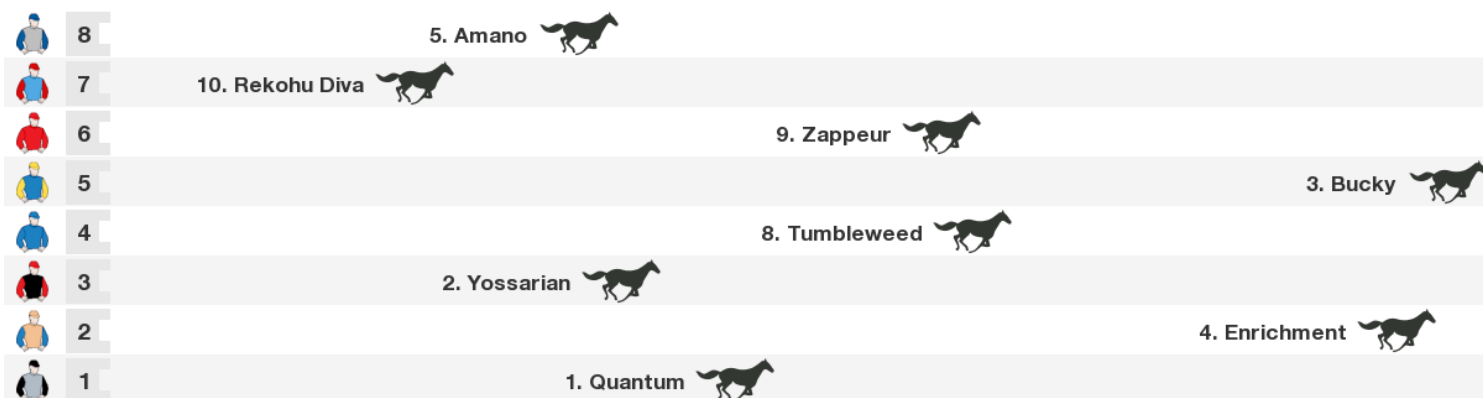 8 5. Amano
7 10. Rekohu Diva
6 9. Zappeur
5 3. Bucky
4 8. Tumbleweed
3 2. Yossarian
2 4. Enrichment
1 1. Quantum